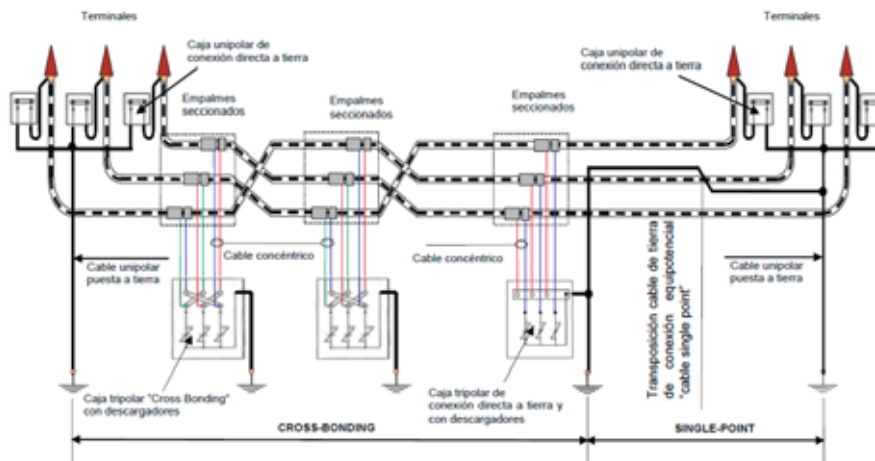 Terminales
Terminales
Caja unipolar de
conexión directa a tierra
Caja unipolar de
conexión directa a tierra
Empalmes
seccionados
Empalmes
seccionados
Empalmes
seccionados
Cable concéntrico
Cable concéntrico
Cable unipolar
puesta a tierra
Cable unipolar
puesta a tierra
Transposición cable de tierra
de conexión equipotencial
"cable single point"
Caja tripolar "Cross Bonding"
con descargadores
Caja tripolar de
conexión directa a tierra y
con descargadores
CROSS-BONDING
SINGLE-POINT